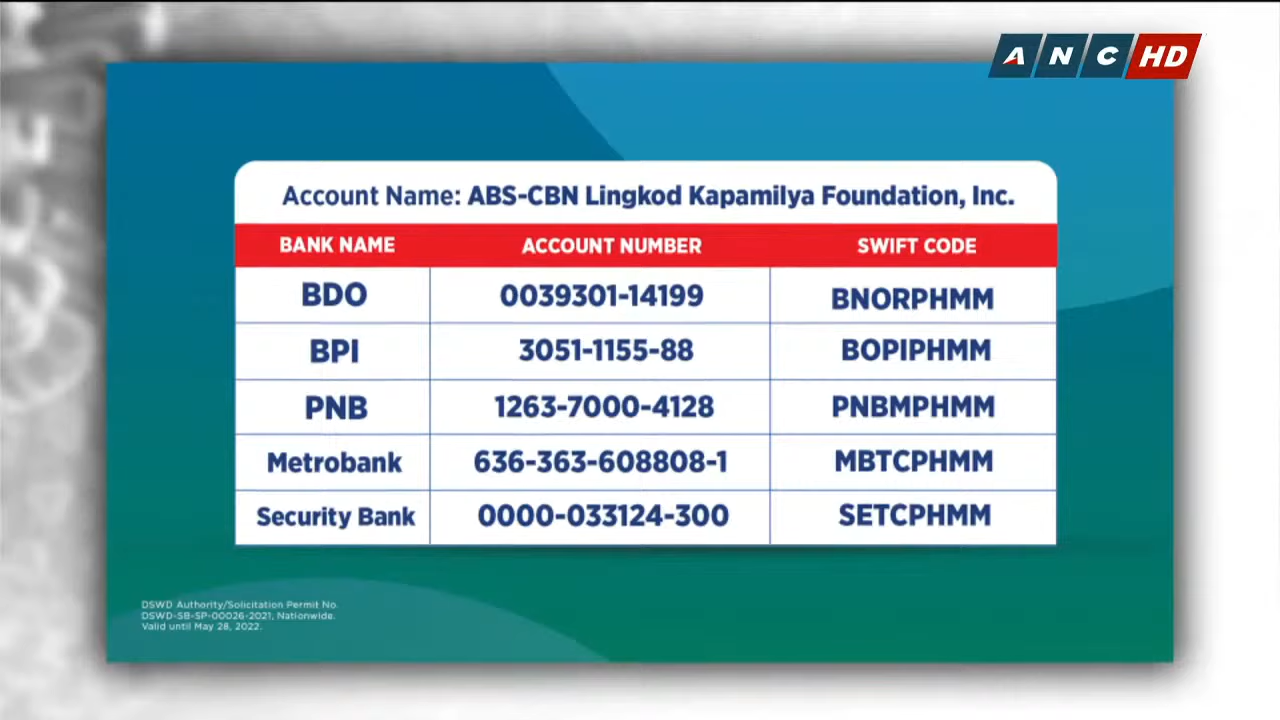 ANC HD
Account Name: ABS-CBN Lingkod Kapamilya Foundation, Inc.
BANK NAME ACCOUNT NUMBER SWIFT CODE
BDO 0039301-14199 BNORPHMM
BPI 3051-1155-88 BOPIPHMM
PNB 1263-7000-4128 PNBMPHMM
Metrobank 636-363-608808-1 MBTCPHMM
Security Bank 0000-033124-300 SETCPHMM
DSWD Authority/Solicitation Permit No.
DSWD-SB-SP-00026-2021, Nationwide.
Valid until May 28, 2022.